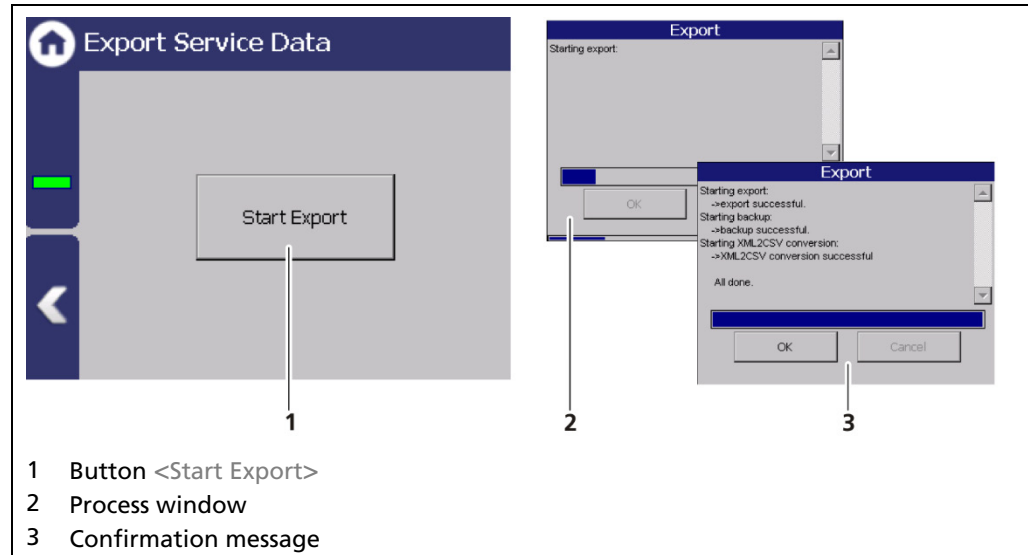 Export Service Data
Start Export
Export
Starting export:
OK
Export
Starting export:
->export successful.
Starting backup:
->backup successful.
Starting XML2CSV conversion:
->XML2CSV conversion successful
All done.
OK
Cancel
1
2
3
1 Button <Start Export>
2 Process window
3 Confirmation message